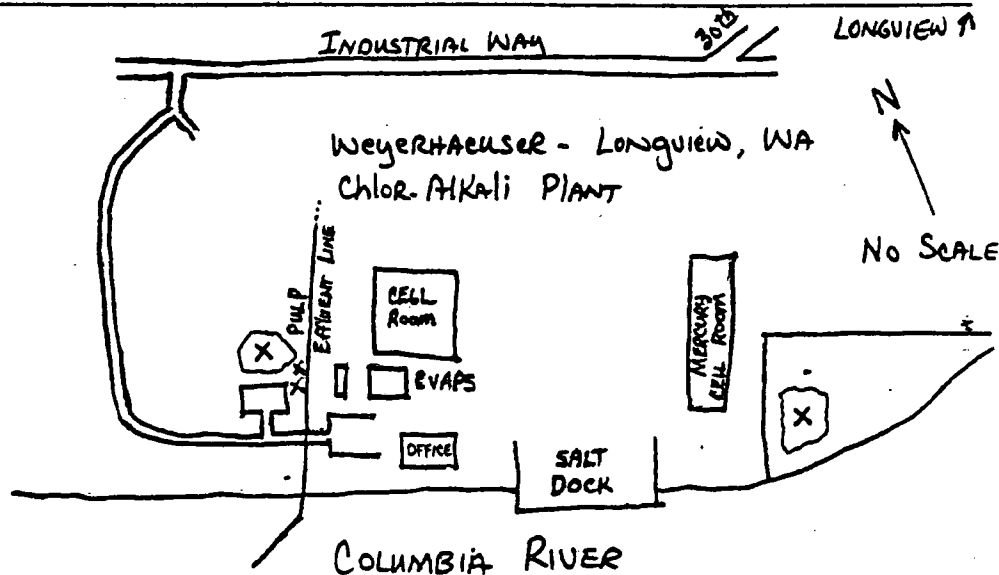 LONGVIEW ↑
30th
INDUSTRIAL WAY
N
WEYERHAEUSER - LONGVIEW, WA
CHLOR-ALKALI PLANT
NO SCALE
PULP
EFFLUENT LINE
CELL
ROOM
MERCURY
CELL ROOM
X
XX
EVAPS
X
OFFICE
SALT
DOCK
COLUMBIA RIVER